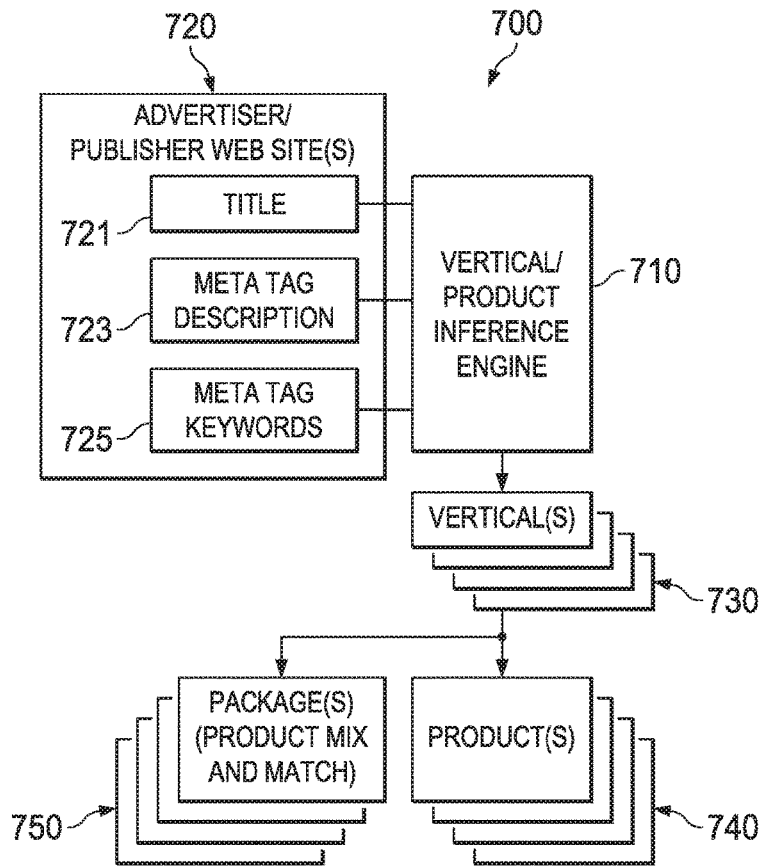 720
700
ADVERTISER/
PUBLISHER WEB SITE(S)
TITLE
721
META TAG
DESCRIPTION
723
META TAG
KEYWORDS
725
VERTICAL/
PRODUCT
INFERENCE
ENGINE
710
VERTICAL(S)
730
PACKAGE(S)
(PRODUCT MIX
AND MATCH)
750
PRODUCT(S)
740